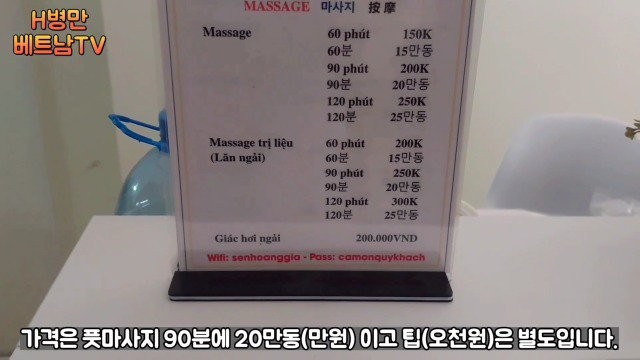 H병만
베트남TV
MASSAGE 마사지 按摩
Massage 60 phút 150K
60분 15만동
90 phút 200K
90분 20만동
120 phút 250K
120분 25만동
Massage trị liệu 60 phút 200K
(Lăn ngải) 60분 15만동
90 phút 250K
90분 20만동
120 phút 300K
120분 25만동
Giác hơi ngải 200.000VND
Wifi: senhoanggia - Pass: camonquykhach
가격은 풋마사지 90분에 20만동(만원) 이고 팁(오천원)은 별도입니다.